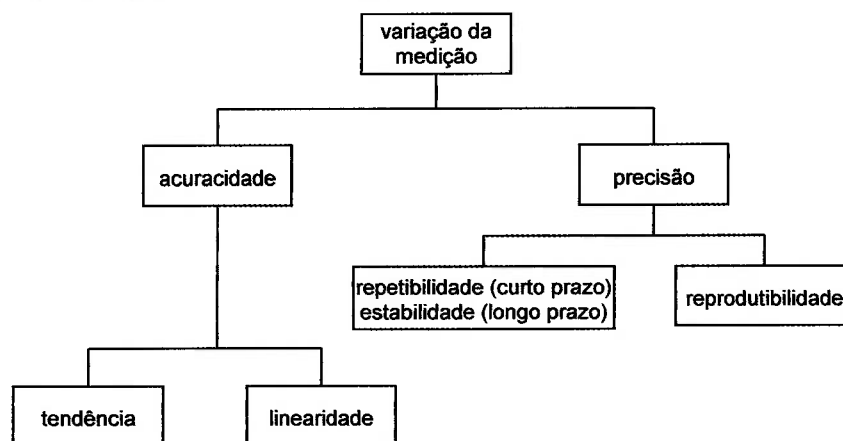 variação da
medição
acuracidade
precisão
repetibilidade (curto prazo)
estabilidade (longo prazo)
reprodutibilidade
tendência
linearidade